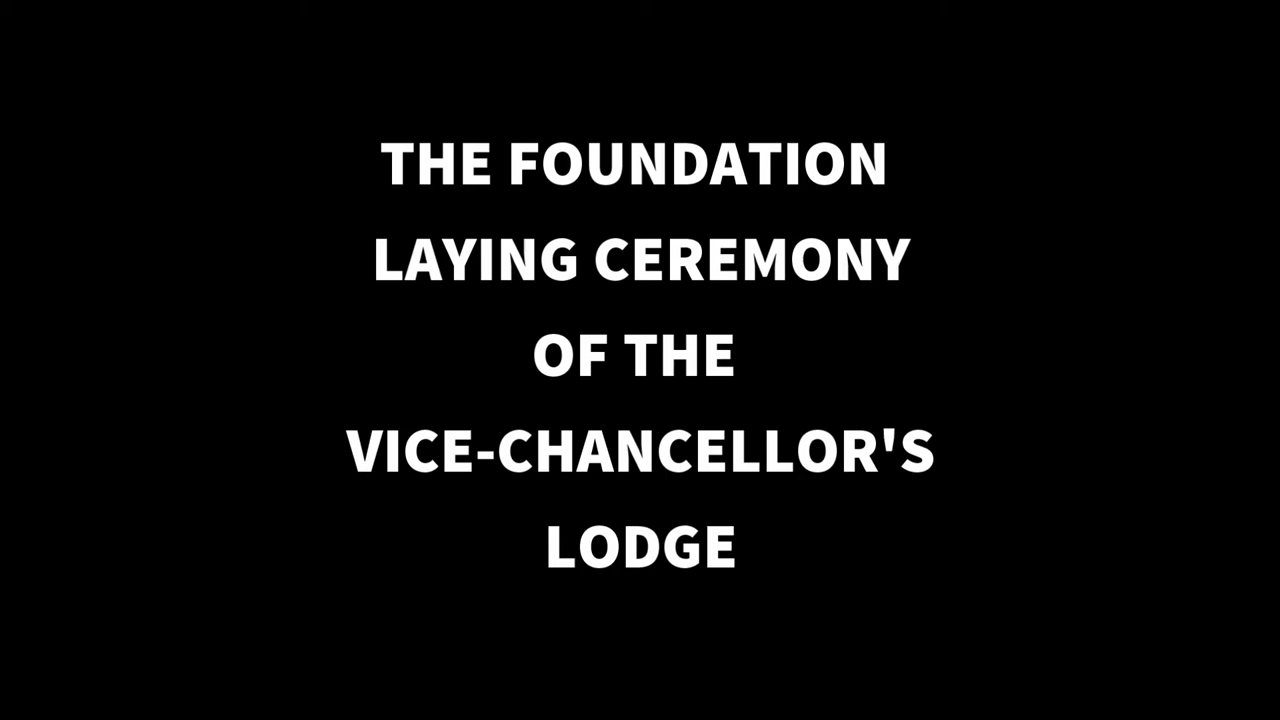 THE FOUNDATION
LAYING CEREMONY
OF THE
VICE-CHANCELLOR'S
LODGE